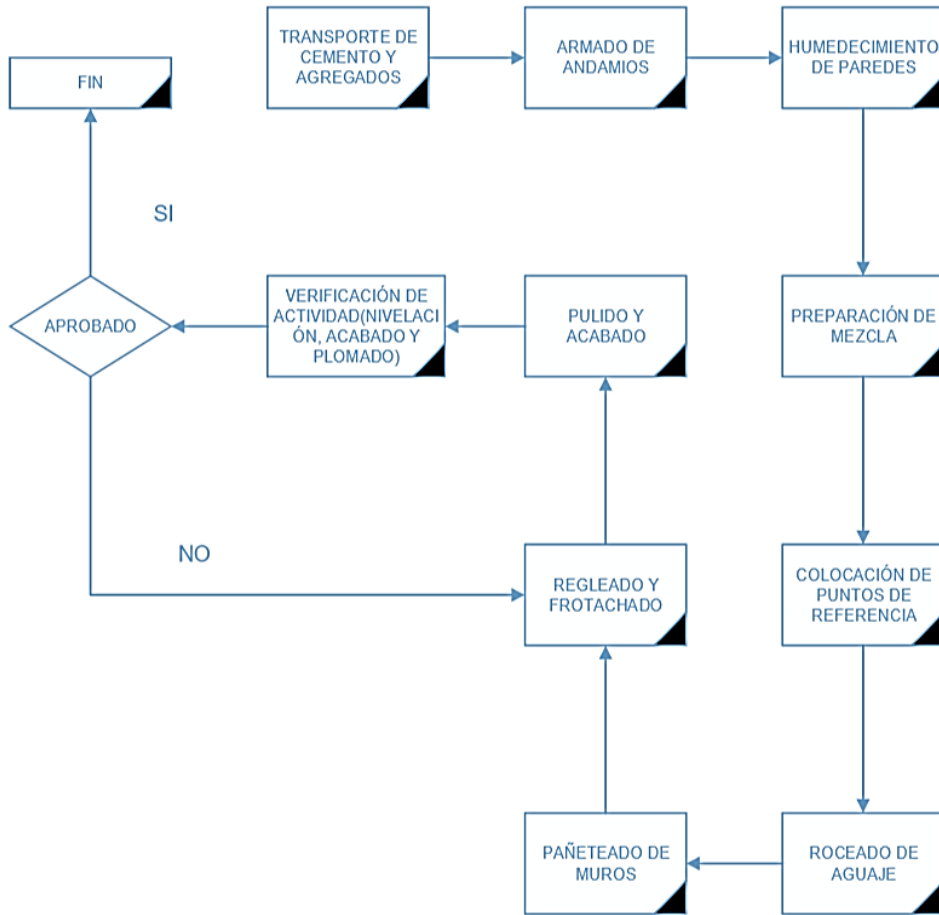 TRANSPORTE DE
CEMENTO Y
AGREGADOS
ARMADO DE
ANDAMIOS
HUMEDECIMIENTO
DE PAREDES
FIN
SI
APROBADO
VERIFICACIÓN DE
ACTIVIDAD(NIVELACI
ÓN, ACABADO Y
PLOMADO)
PULIDO Y
ACABADO
PREPARACIÓN DE
MEZCLA
NO
REGLEADO Y
FROTACHADO
COLOCACIÓN DE
PUNTOS DE
REFERENCIA
PAÑETEADO DE
MUROS
ROCEADO DE
AGUAJE